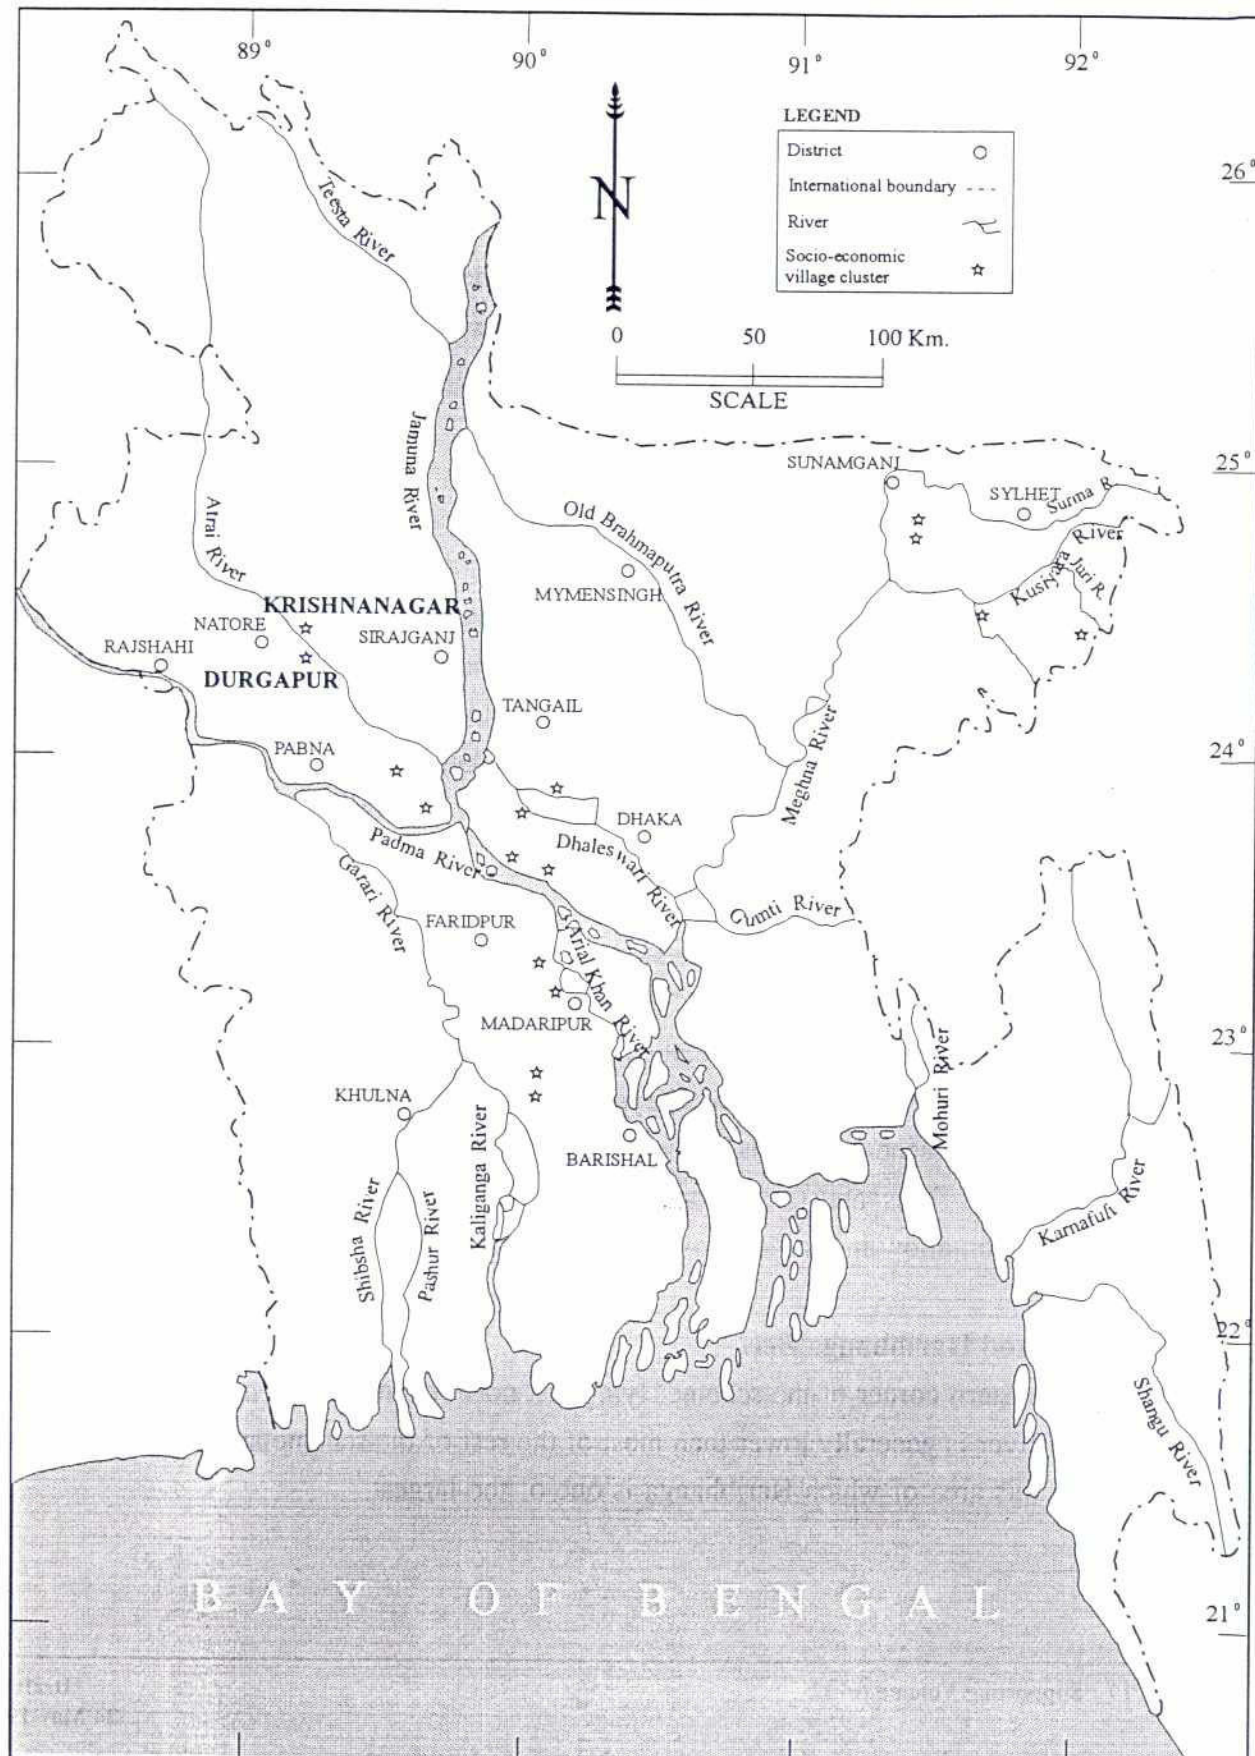 89°
90°
91°
92°
LEGEND
District
International boundary
River
Socio-economic
village cluster
N
26°
0 50 100 Km.
SCALE
Teesta River
Jamuna River
25°
SUNAMGANJ
SYLHET
Surma R.
Atrai River
Old Brahmaputra River
Kusiyara River
Juri R.
MYMENSINGH
KRISHNANAGAR
NATORE
SIRAJGANJ
RAJSHAHI
DURGAPUR
TANGAIL
24°
PABNA
Meghna River
DHAKA
Padma River
Dhaleswari River
Garari River
Gumti River
FARIDPUR
Arial Khan River
MADARIPUR
23°
KHULNA
Mohuri River
BARISHAL
Kaliganga River
Shibsha River
Pashur River
Karnafuli River
22°
Shangu River
BAY OF BENGAL
21°